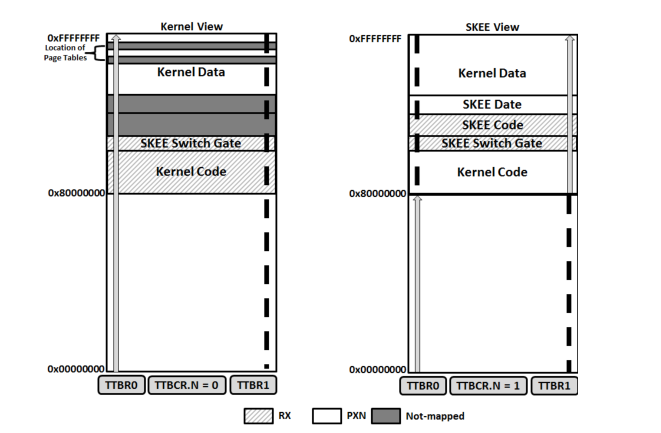 Kernel View
0xFFFFFFFF
Location of
Page Tables
Kernel Data
SKEE Switch Gate
Kernel Code
0x80000000
0x00000000
TTBR0
TTBCR.N = 0
TTBR1
SKEE View
0xFFFFFFFF
Kernel Data
SKEE Date
SKEE Code
SKEE Switch Gate
Kernel Code
0x80000000
0x00000000
TTBR0
TTBCR.N = 1
TTBR1
RX
PXN
Not-mapped